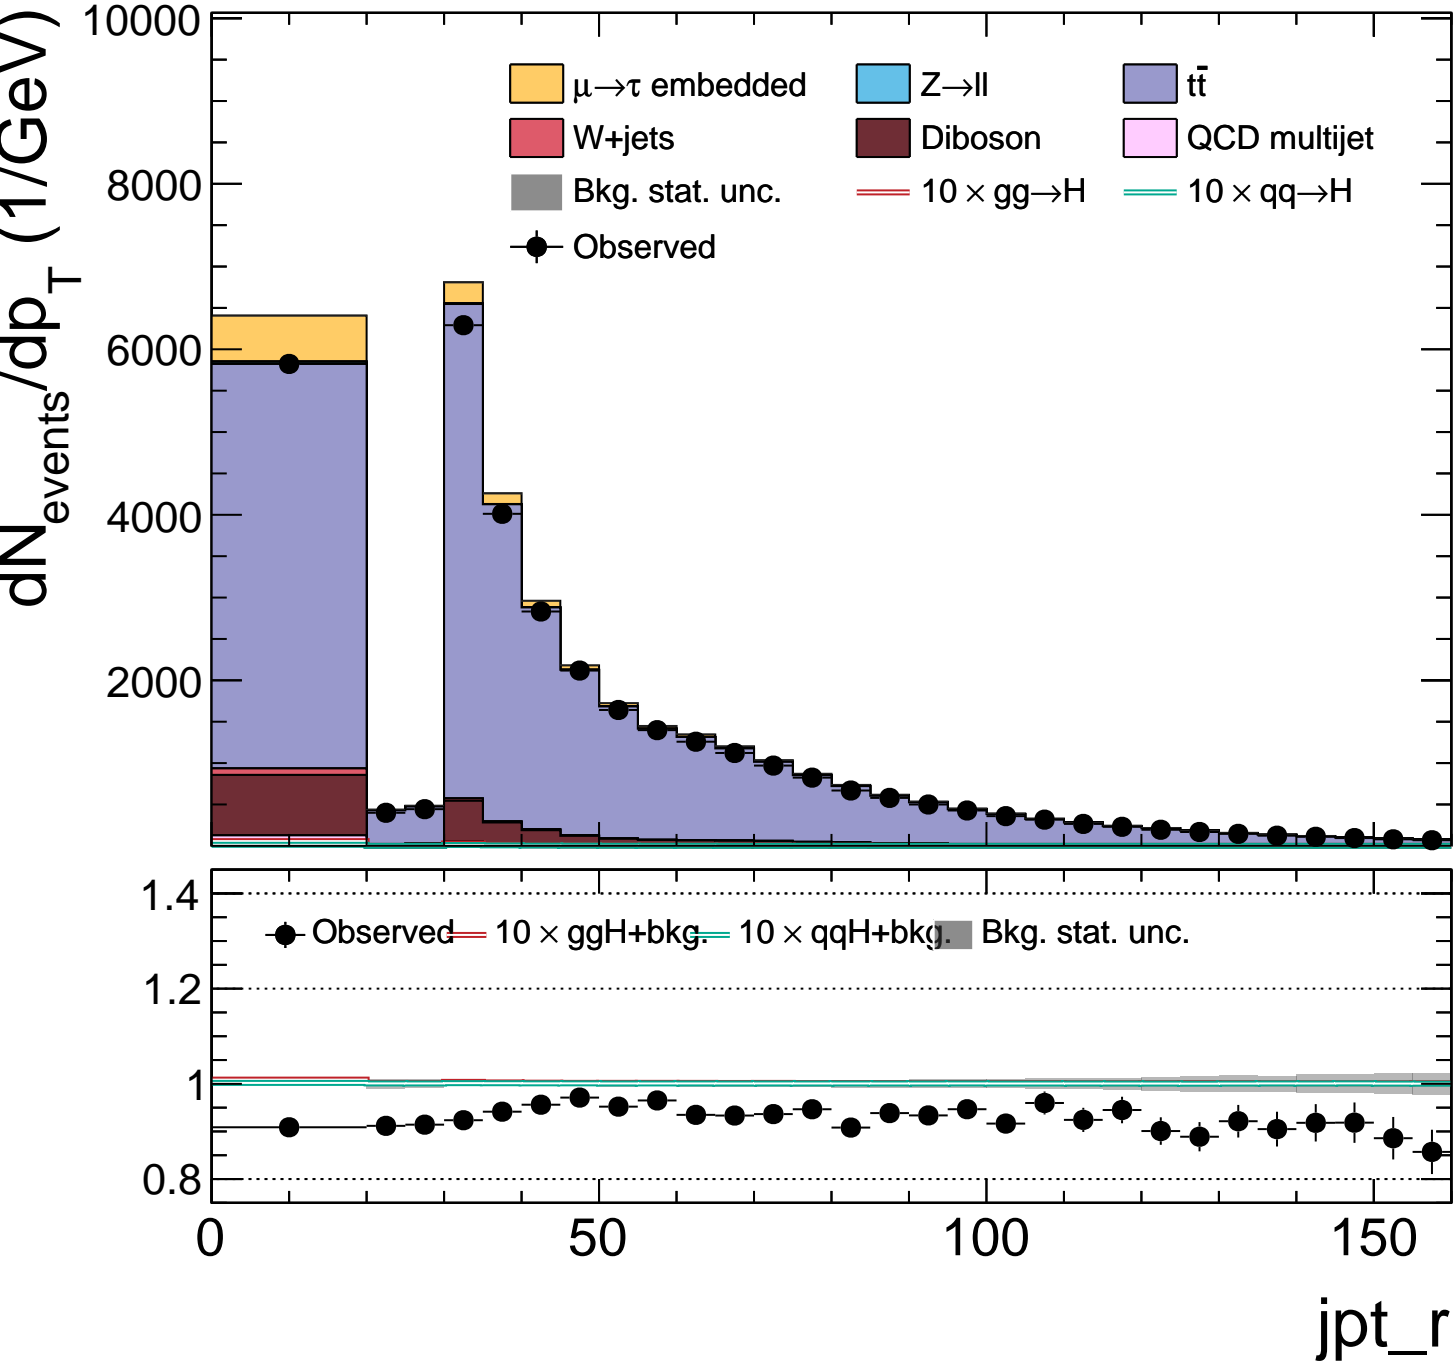 10000
8000
6000
4000
2000
dN_events/dp_T (1/GeV)
μ→τ embedded
Z→ll
tt̄
W+jets
Diboson
QCD multijet
Bkg. stat. unc.
10 × gg→H
10 × qq→H
Observed
1.4
1.2
1
0.8
Observed
10 × ggH+bkg.
10 × qqH+bkg.
Bkg. stat. unc.
0
50
100
150
jpt_r